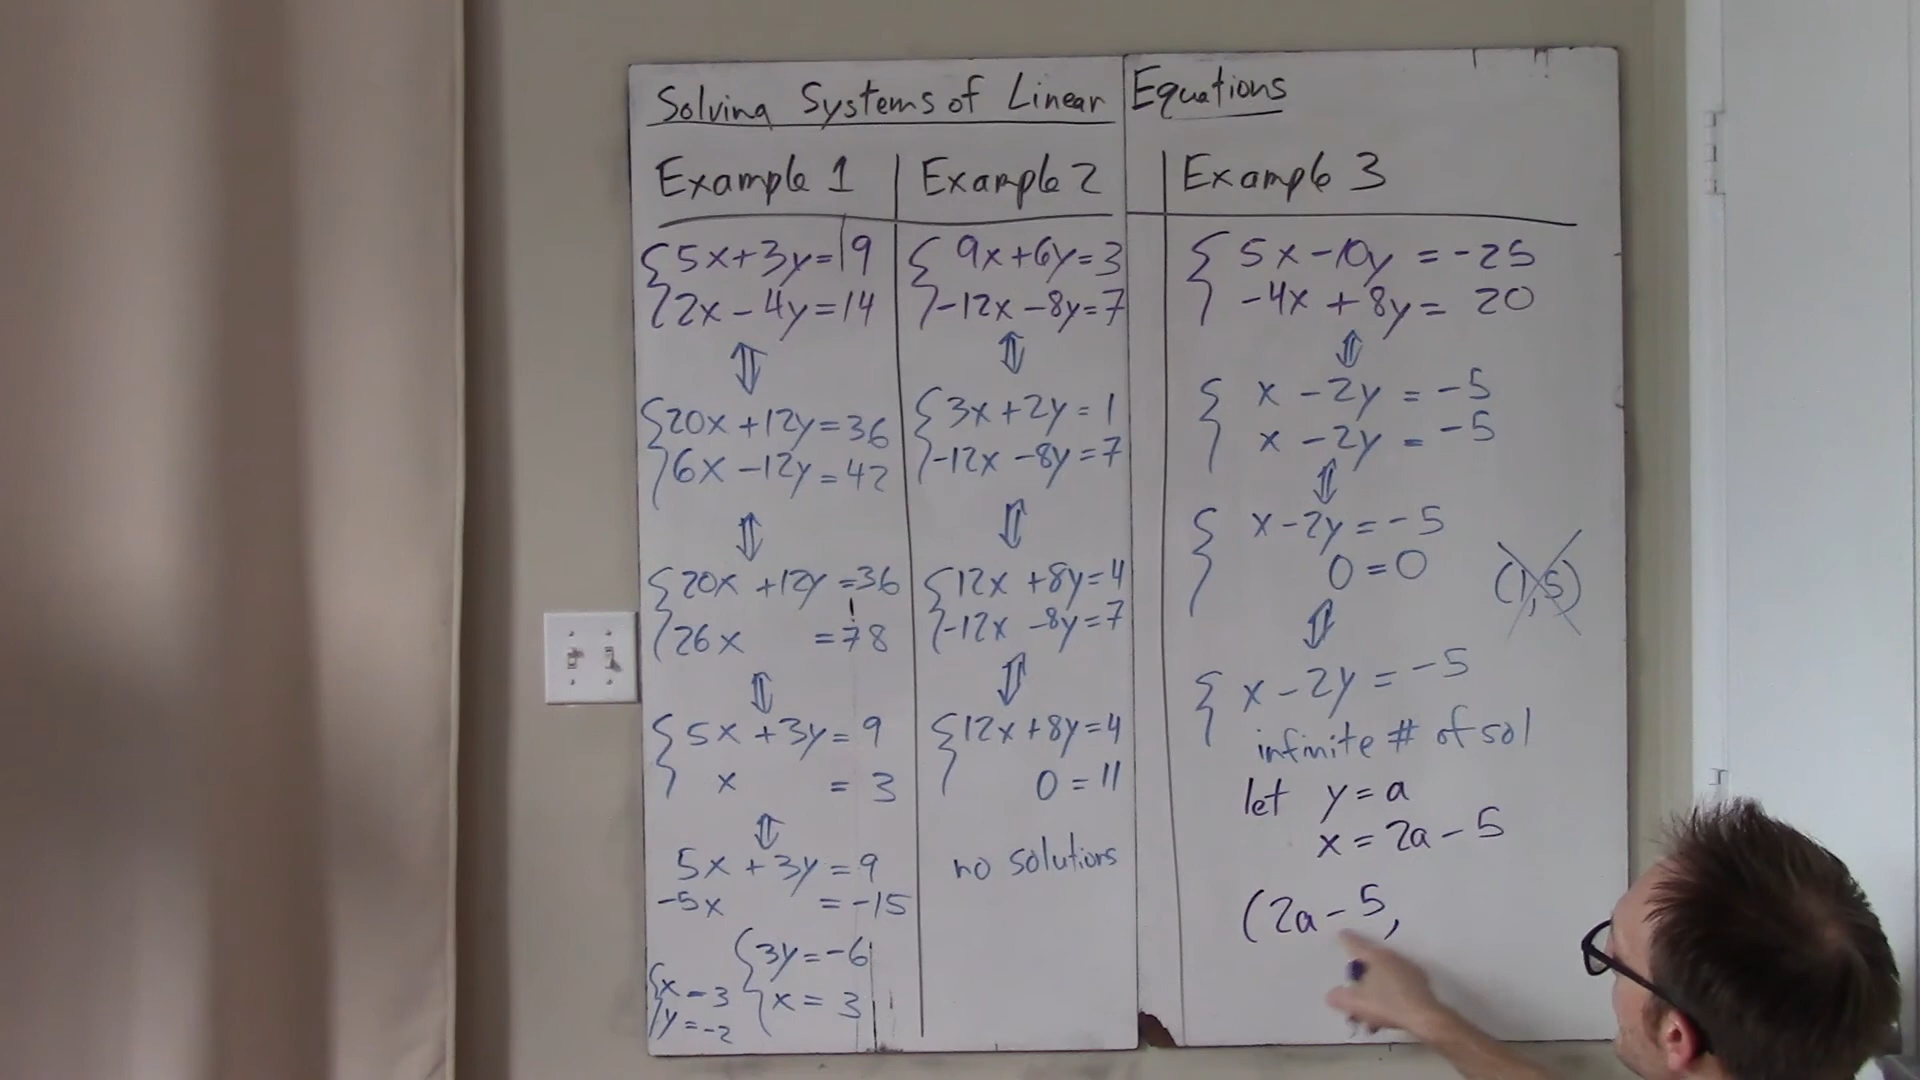 Solving Systems of Linear Equations
Example 1
5x+3y=9
2x-4y=14
⇕
20x+12y=36
6x-12y=42
⇕
20x+12y=36
26x =78
⇕
5x+3y=9
x =3
⇕
5x+3y=9
-5x =-15
3y=-6
x=3
x=3
y=-2
Example 2
9x+6y=3
-12x-8y=7
⇕
3x+2y=1
-12x-8y=7
⇕
12x+8y=4
-12x-8y=7
⇕
12x+8y=4
0=11
no solutions
Example 3
5x-10y=-25
-4x+8y=20
⇕
x-2y=-5
x-2y=-5
⇕
x-2y=-5
0=0
(1,5)
⇕
x-2y=-5
infinite # of sol
let y=a
x=2a-5
(2a-5,